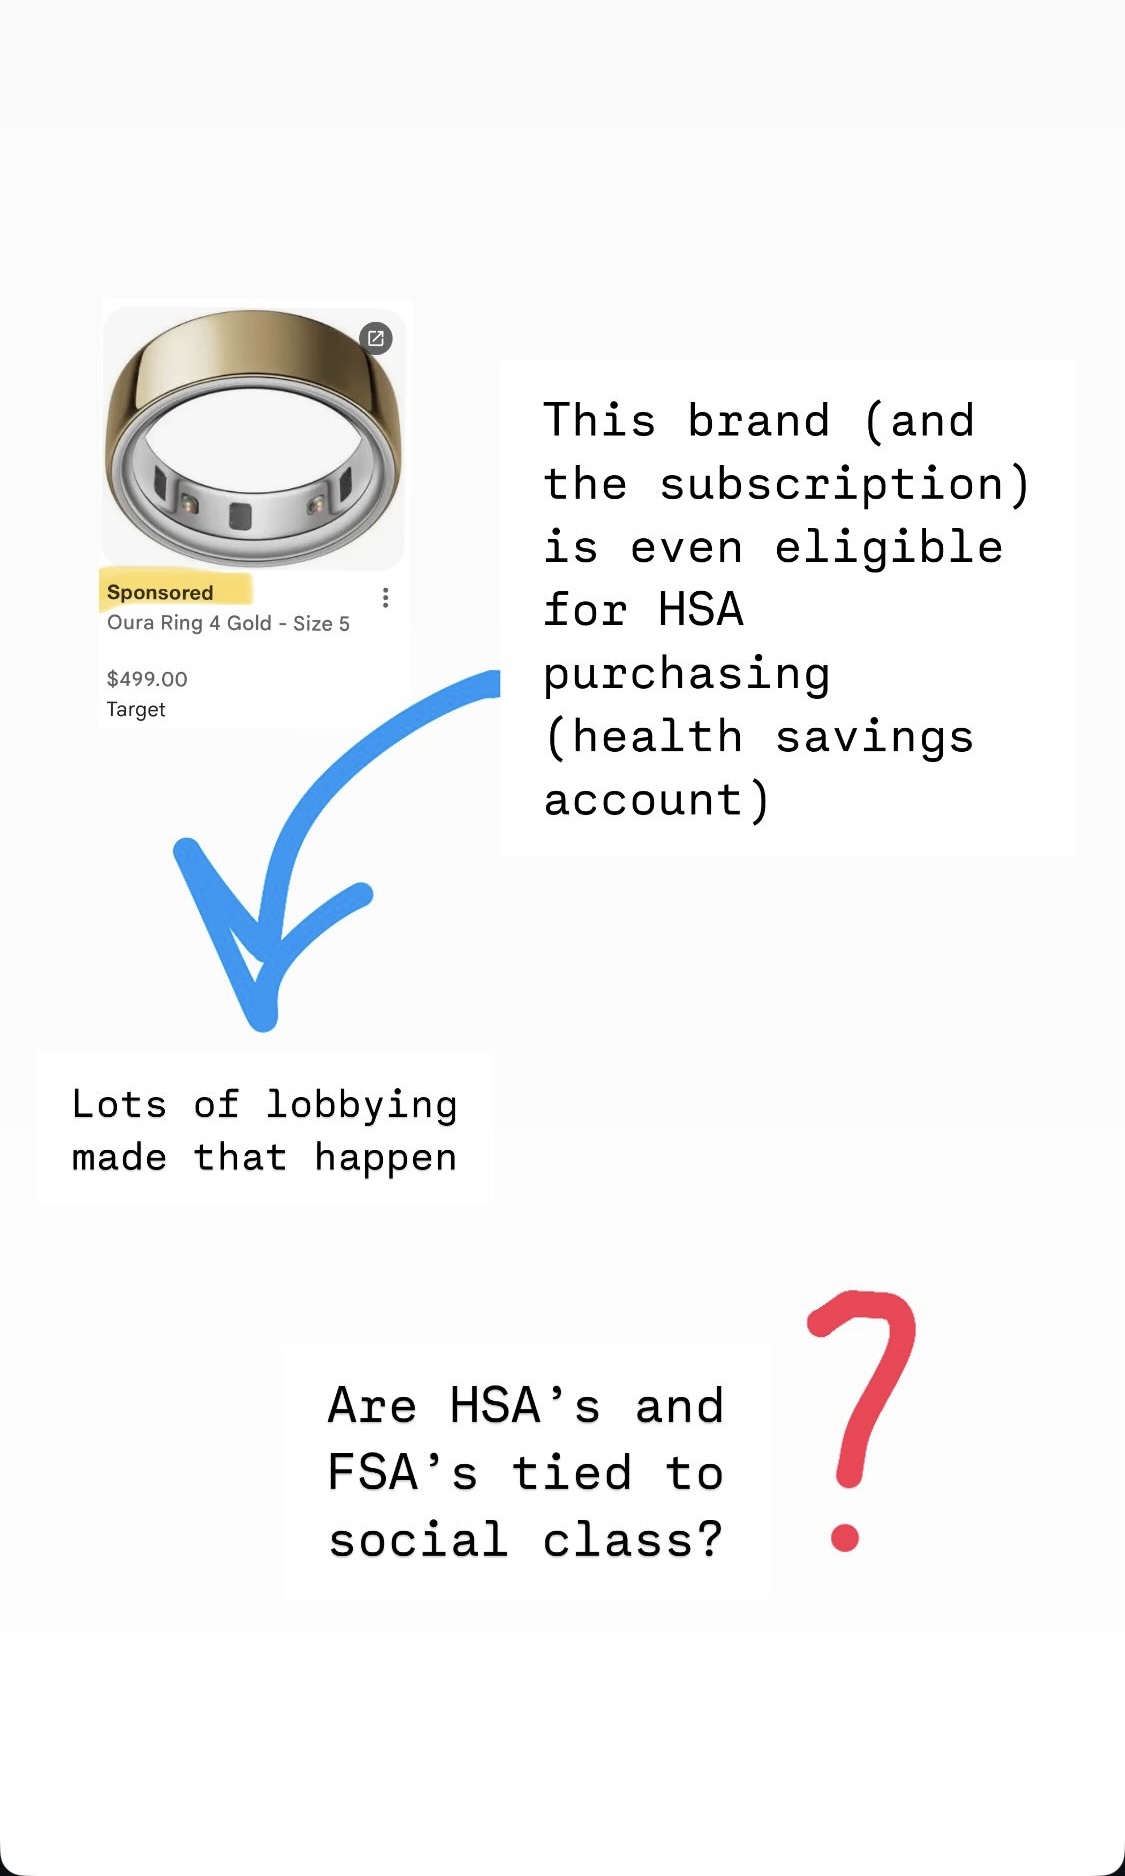 Sponsored
Oura Ring 4 Gold - Size 5
$499.00
Target
This brand (and
the subscription)
is even eligible
for HSA
purchasing
(health savings
account)
Lots of lobbying
made that happen
Are HSA’s and
FSA’s tied to
social class?
?